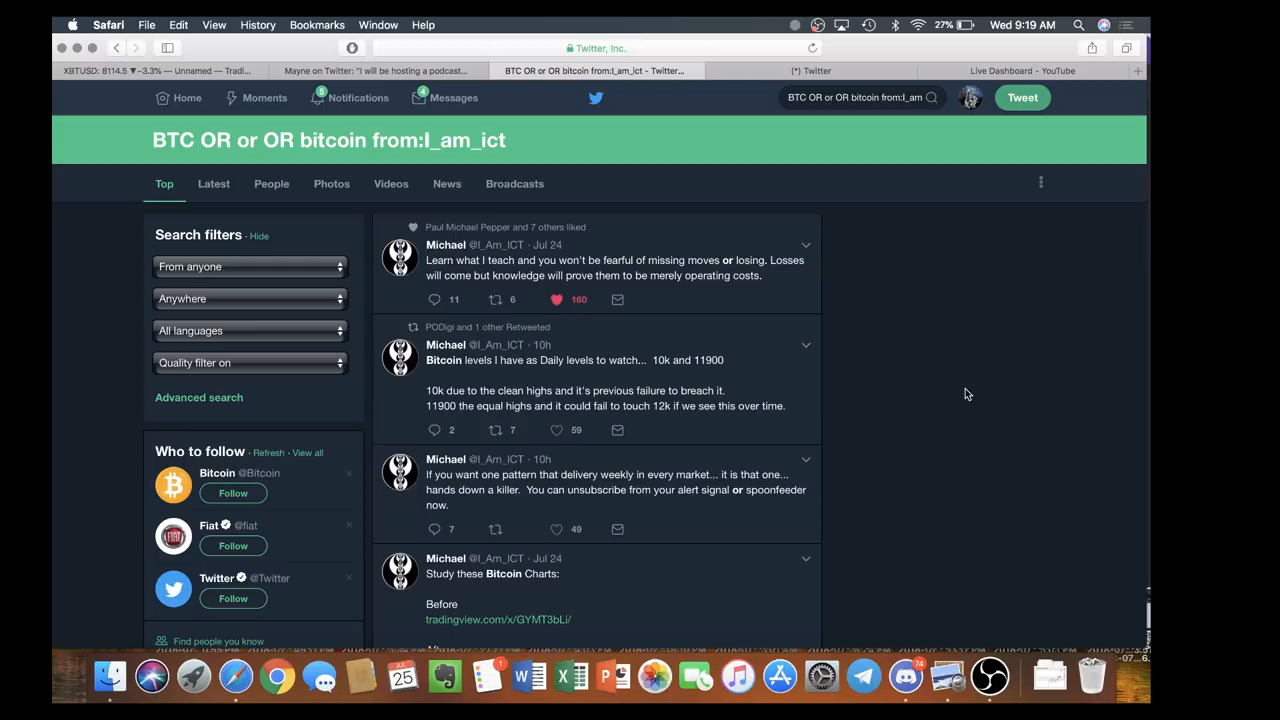 Safari File Edit View History Bookmarks Window Help 27% Wed 9:19 AM
Twitter, Inc.
XBTUSD: 8114.5 ▼−3.3% — Unnamed — Tradi...
Mayne on Twitter: "I will be hosting a podcast...
BTC OR or OR bitcoin from:I_am_ict - Twitter...
(*) Twitter
Live Dashboard - YouTube
Home Moments 5 Notifications 4 Messages
BTC OR or OR bitcoin from:I_am
Tweet
BTC OR or OR bitcoin from:I_am_ict
Top Latest People Photos Videos News Broadcasts
Search filters · Hide
From anyone
Anywhere
All languages
Quality filter on
Advanced search
Who to follow · Refresh · View all
Bitcoin @Bitcoin
Follow
Fiat @fiat
Follow
Twitter @Twitter
Follow
Find people you know
Paul Michael Pepper and 7 others liked
Michael @I_Am_ICT · Jul 24
Learn what I teach and you won't be fearful of missing moves or losing. Losses
will come but knowledge will prove them to be merely operating costs.
11 6 160
PODigi and 1 other Retweeted
Michael @I_Am_ICT · 10h
Bitcoin levels I have as Daily levels to watch... 10k and 11900
10k due to the clean highs and it's previous failure to breach it.
11900 the equal highs and it could fail to touch 12k if we see this over time.
2 7 59
Michael @I_Am_ICT · 10h
If you want one pattern that delivery weekly in every market... it is that one...
hands down a killer. You can unsubscribe from your alert signal or spoonfeeder
now.
7 49
Michael @I_Am_ICT · Jul 24
Study these Bitcoin Charts:
Before
tradingview.com/x/GYMT3bLi/
JUL
25
1
74